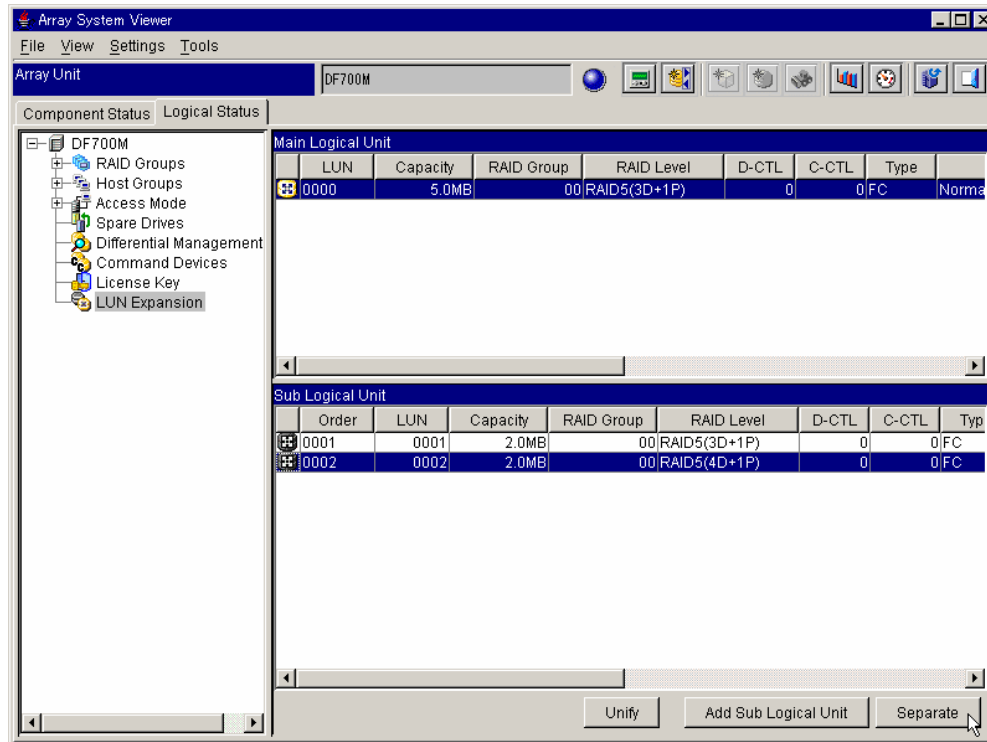 Array System Viewer
File View Settings Tools
Array Unit DF700M
Component Status Logical Status
DF700M
RAID Groups
Host Groups
Access Mode
Spare Drives
Differential Management
Command Devices
License Key
LUN Expansion
Main Logical Unit
LUN Capacity RAID Group RAID Level D-CTL C-CTL Type
0000 5.0MB 00 RAID5(3D+1P) 0 0 FC Norma
Sub Logical Unit
Order LUN Capacity RAID Group RAID Level D-CTL C-CTL Typ
0001 0001 2.0MB 00 RAID5(3D+1P) 0 0 FC
0002 0002 2.0MB 00 RAID5(4D+1P) 0 0 FC
Unify Add Sub Logical Unit Separate